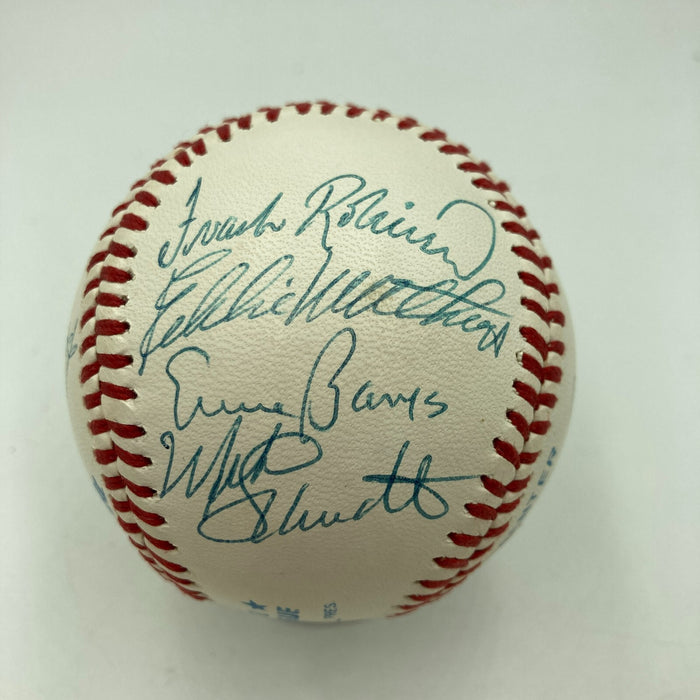 Frank Robinson
Eddie Mathews
Ernie Banks
Mike
Schmidt